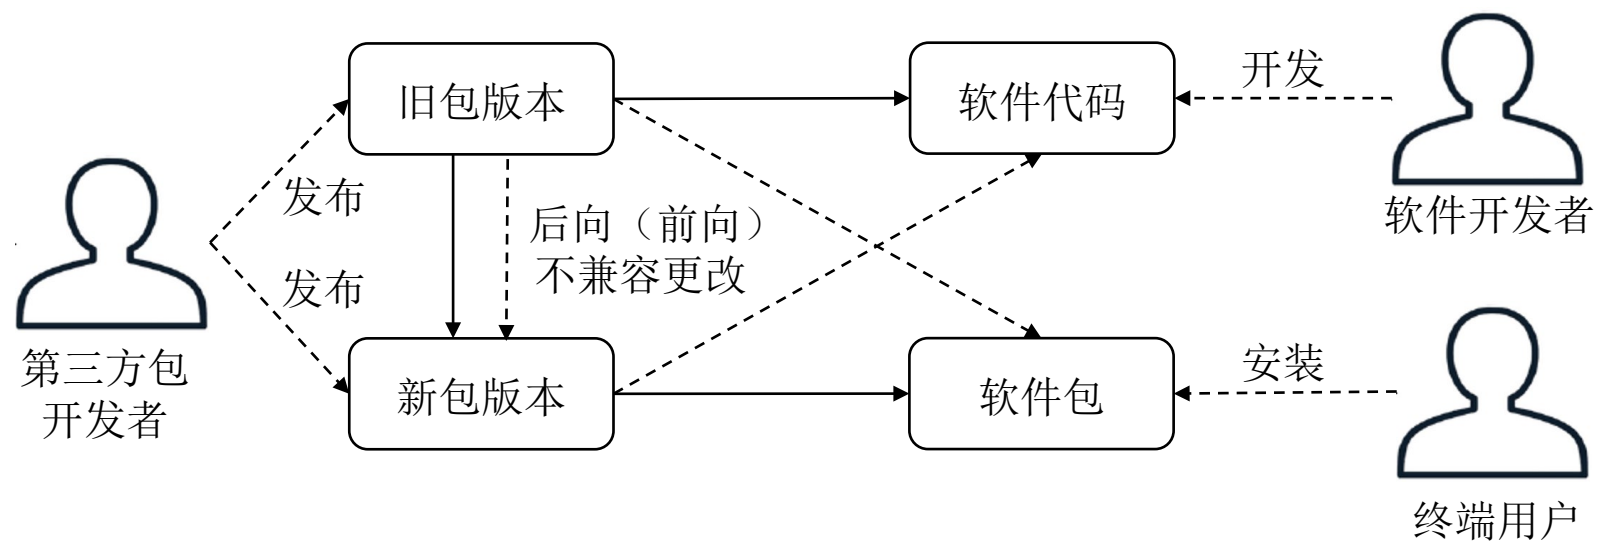 旧包版本
软件代码
开发
软件开发者
发布
后向（前向）
不兼容更改
发布
第三方包
开发者
新包版本
软件包
安装
终端用户